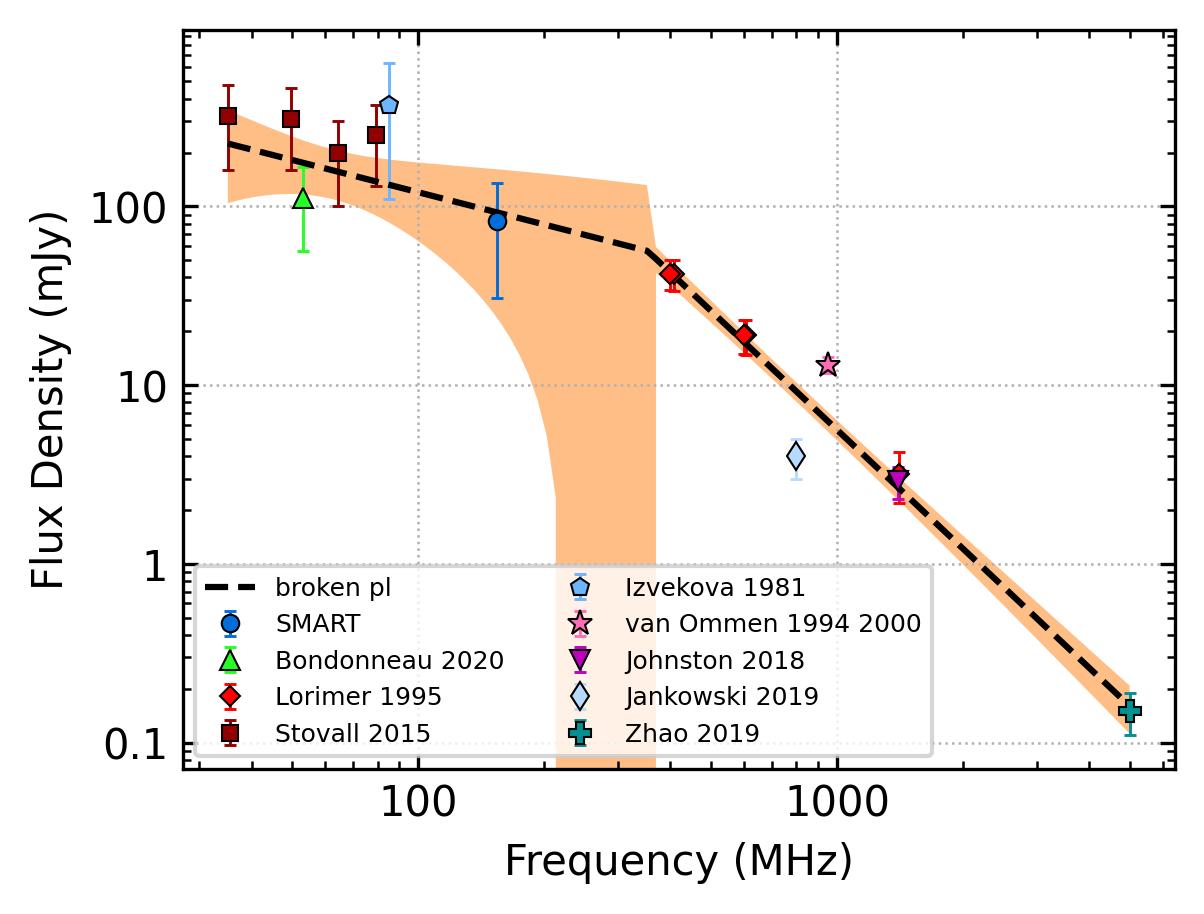 Flux Density (mJy)
100
10
1
0.1
broken pl
SMART
Bondonneau 2020
Lorimer 1995
Stovall 2015
Izvekova 1981
van Ommen 1994 2000
Johnston 2018
Jankowski 2019
Zhao 2019
100
1000
Frequency (MHz)